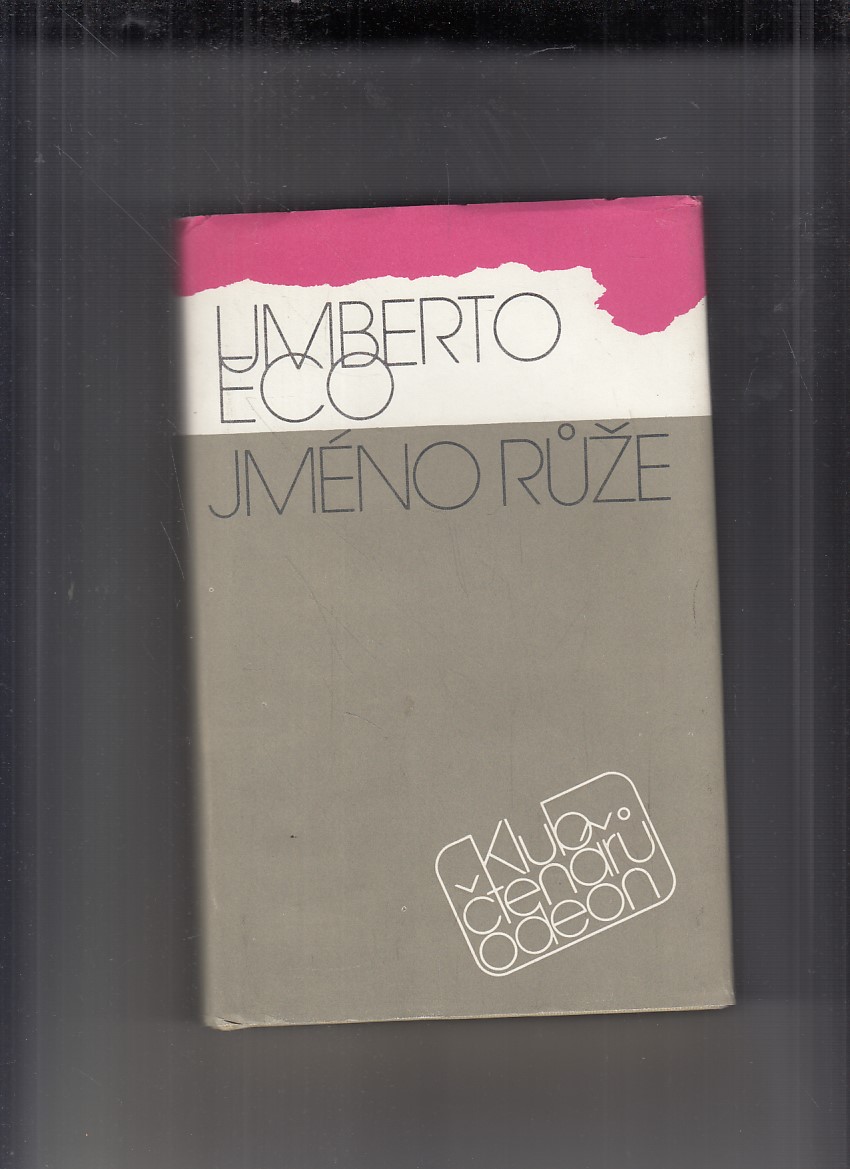 UMBERTO
ECO
JMÉNO RŮŽE
Klub
čtenářů
odeon